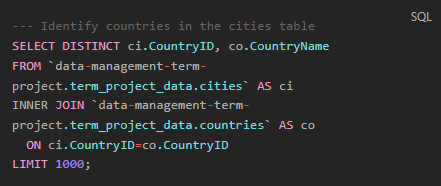 SQL
--- Identify countries in the cities table
SELECT DISTINCT ci.CountryID, co.CountryName
FROM `data-management-term-
project.term_project_data.cities` AS ci
INNER JOIN `data-management-term-
project.term_project_data.countries` AS co
  ON ci.CountryID=co.CountryID
LIMIT 1000;